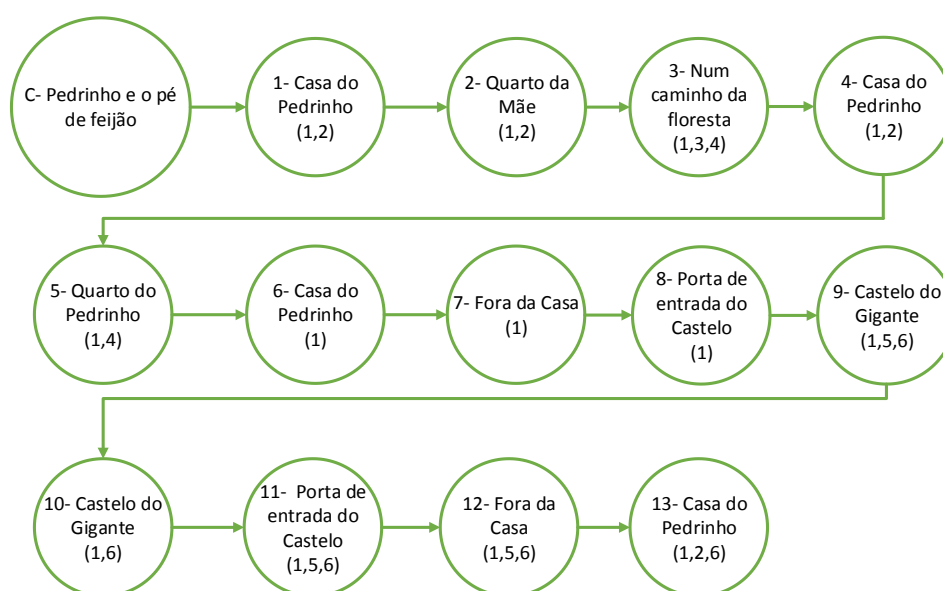 C- Pedrinho e o pé
de feijão
1- Casa do
Pedrinho
(1,2)
2- Quarto da
Mãe
(1,2)
3- Num
caminho da
floresta
(1,3,4)
4- Casa do
Pedrinho
(1,2)
5- Quarto do
Pedrinho
(1,4)
6- Casa do
Pedrinho
(1)
7- Fora da Casa
(1)
8- Porta de
entrada do
Castelo
(1)
9- Castelo do
Gigante
(1,5,6)
10- Castelo do
Gigante
(1,6)
11- Porta de
entrada do
Castelo
(1,5,6)
12- Fora da
Casa
(1,5,6)
13- Casa do
Pedrinho
(1,2,6)